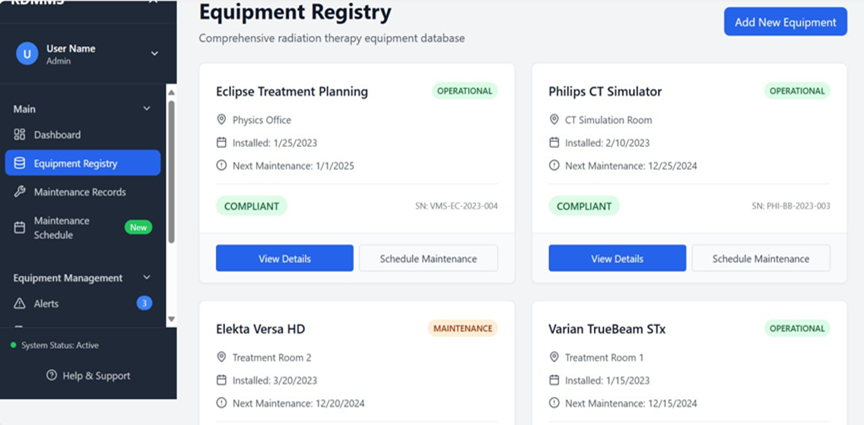 RDMMS
U
User Name
Admin
Main
Dashboard
Equipment Registry
Maintenance Records
Maintenance
Schedule
New
Equipment Management
Alerts
3
System Status: Active
Help & Support
Equipment Registry
Comprehensive radiation therapy equipment database
Add New Equipment
Eclipse Treatment Planning
OPERATIONAL
Physics Office
Installed: 1/25/2023
Next Maintenance: 1/1/2025
COMPLIANT
SN: VMS-EC-2023-004
View Details
Schedule Maintenance
Philips CT Simulator
OPERATIONAL
CT Simulation Room
Installed: 2/10/2023
Next Maintenance: 12/25/2024
COMPLIANT
SN: PHI-BB-2023-003
View Details
Schedule Maintenance
Elekta Versa HD
MAINTENANCE
Treatment Room 2
Installed: 3/20/2023
Next Maintenance: 12/20/2024
Varian TrueBeam STx
OPERATIONAL
Treatment Room 1
Installed: 1/15/2023
Next Maintenance: 12/15/2024